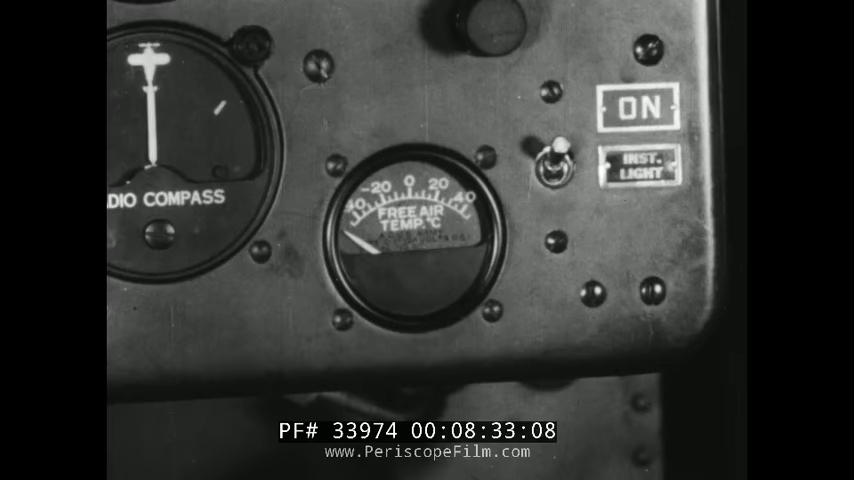 ON
INST.
LIGHT
-20 0 20 40
FREE AIR
TEMP. °C
DIO COMPASS
PF# 33974 00:08:33:08
www.PeriscopeFilm.com